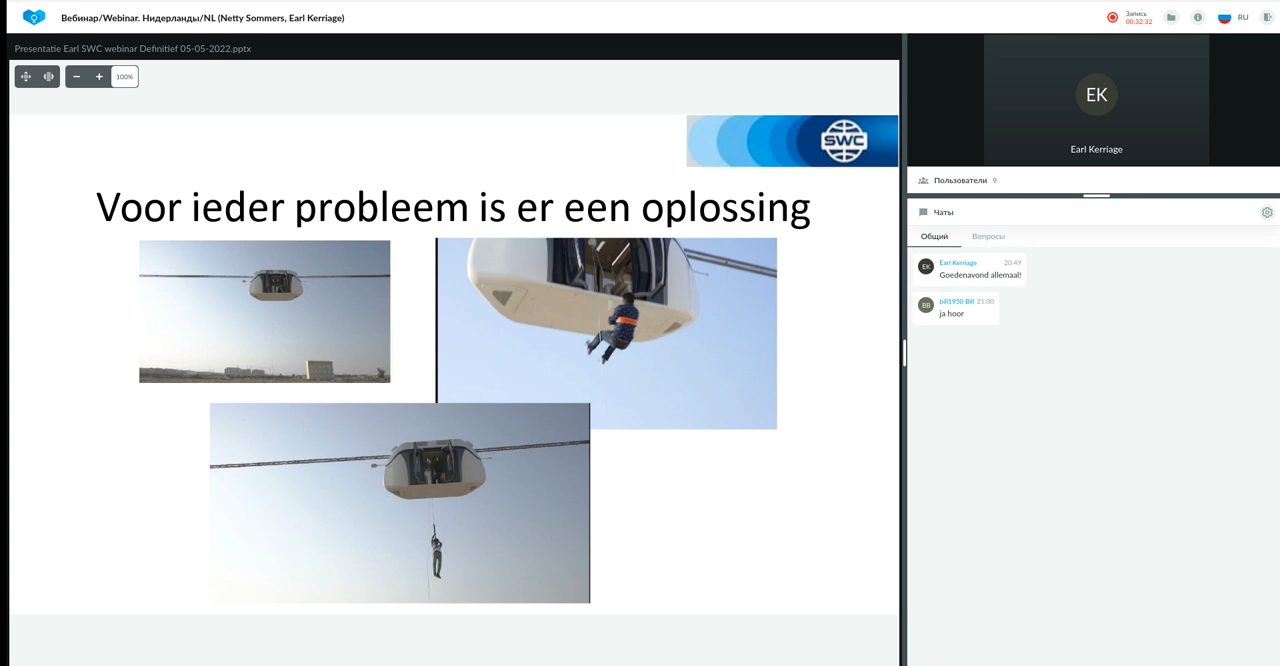 Вебинар/Webinar. Нидерланды/NL (Netty Sommers, Earl Kerriage)
Запись
00:32:32
RU
Presentatie Earl SWC webinar Definitief 05-05-2022.pptx
100%
SWC
Voor ieder probleem is er een oplossing
EK
Earl Kerriage
Пользователи 9
Чаты
Общий
Вопросы
EK
Earl Kerriage 20:49
Goedenavond allemaal!
BB
bill1950 Bill 21:00
ja hoor